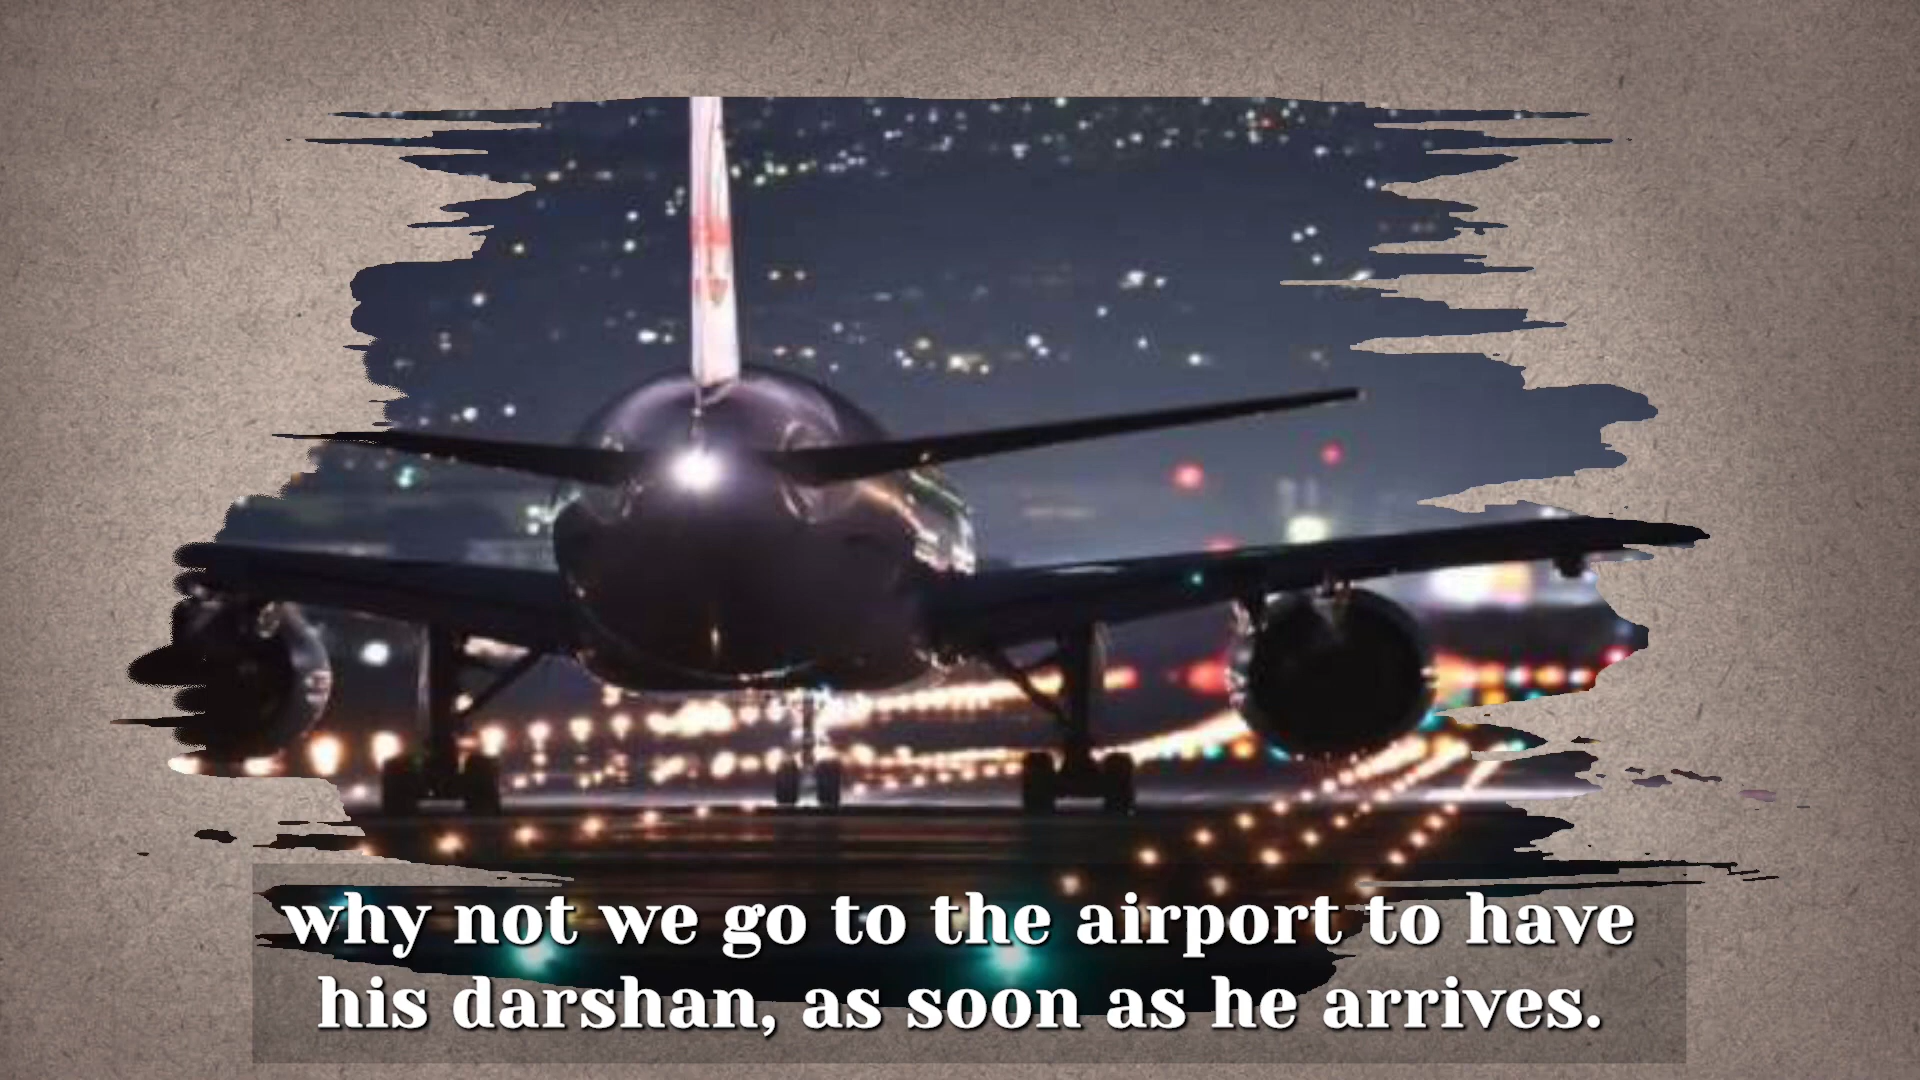 why not we go to the airport to have
his darshan, as soon as he arrives.